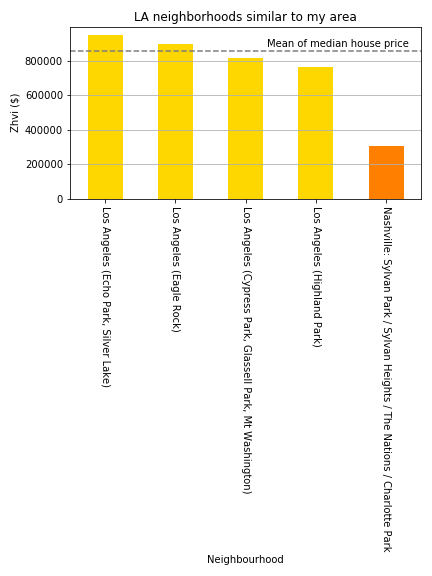 LA neighborhoods similar to my area
Mean of median house price
Zhvi ($)
800000
600000
400000
200000
0
Los Angeles (Echo Park, Silver Lake)
Los Angeles (Eagle Rock)
Los Angeles (Cypress Park, Glassell Park, Mt Washington)
Los Angeles (Highland Park)
Nashville: Sylvan Park / Sylvan Heights / The Nations / Charlotte Park
Neighbourhood